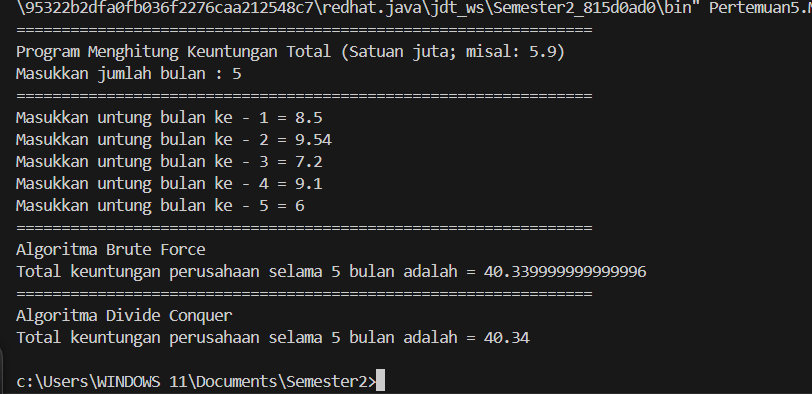 \95322b2dfa0fb036f2276caa212548c7\redhat.java\jdt_ws\Semester2_815d0ad0\bin" Pertemuan5.M
================================================================
Program Menghitung Keuntungan Total (Satuan juta; misal: 5.9)
Masukkan jumlah bulan : 5
================================================================
Masukkan untung bulan ke - 1 = 8.5
Masukkan untung bulan ke - 2 = 9.54
Masukkan untung bulan ke - 3 = 7.2
Masukkan untung bulan ke - 4 = 9.1
Masukkan untung bulan ke - 5 = 6
================================================================
Algoritma Brute Force
Total keuntungan perusahaan selama 5 bulan adalah = 40.339999999999996
================================================================
Algoritma Divide Conquer
Total keuntungan perusahaan selama 5 bulan adalah = 40.34
c:\Users\WINDOWS 11\Documents\Semester2>